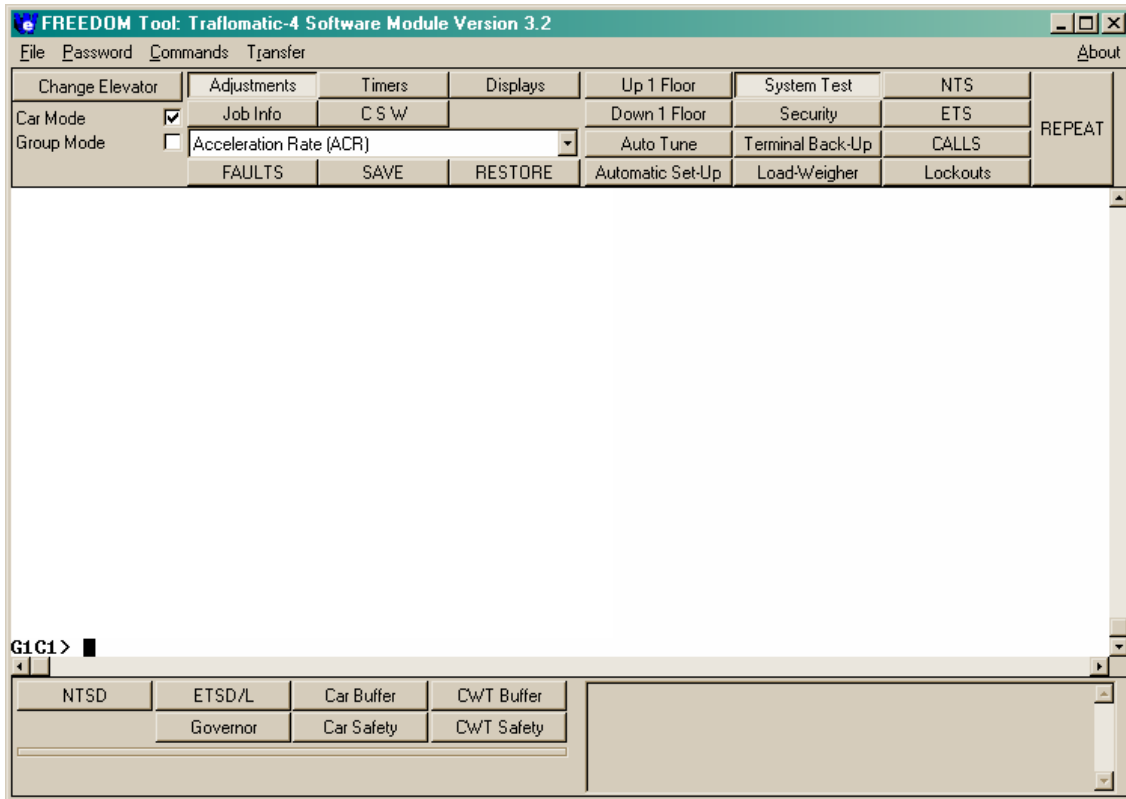 FREEDOM Tool: Traflomatic-4 Software Module Version 3.2
File Password Commands Transfer About
Change Elevator Adjustments Timers Displays Up 1 Floor System Test NTS
Car Mode Job Info C S W Down 1 Floor Security ETS
REPEAT
Group Mode Acceleration Rate (ACR) Auto Tune Terminal Back-Up CALLS
FAULTS SAVE RESTORE Automatic Set-Up Load-Weigher Lockouts
G1C1>
NTSD ETSD/L Car Buffer CWT Buffer
Governor Car Safety CWT Safety